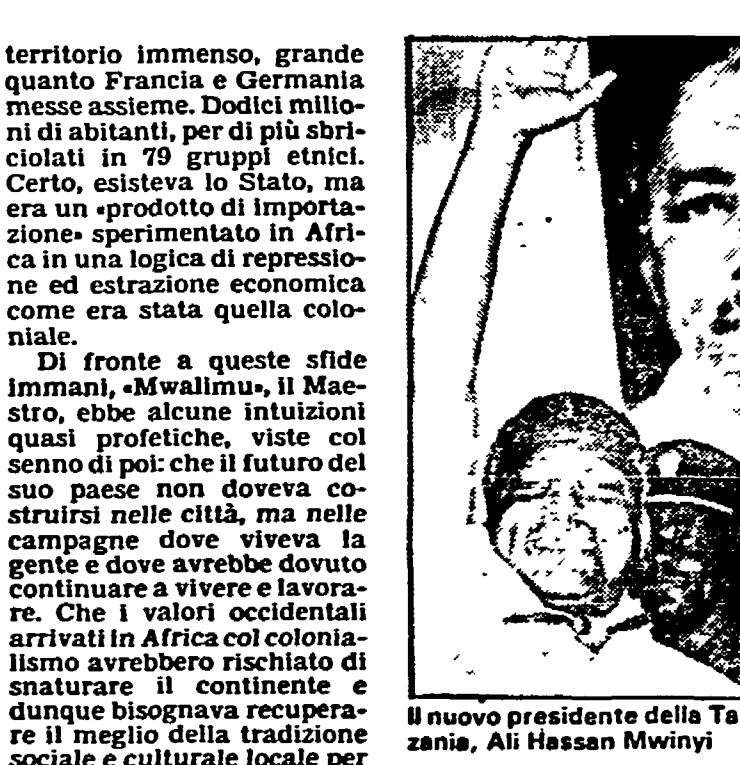 territorio immenso, grande
quanto Francia e Germania
messe assieme. Dodici milio-
ni di abitanti, per di più sbri-
ciolati in 79 gruppi etnici.
Certo, esisteva lo Stato, ma
era un «prodotto di importa-
zione» sperimentato in Afri-
ca in una logica di repressio-
ne ed estrazione economica
come era stata quella colo-
niale.
Di fronte a queste sfide
immani, «Mwalimu», il Mae-
stro, ebbe alcune intuizioni
quasi profetiche, viste col
senno di poi: che il futuro del
suo paese non doveva co-
struirsi nelle città, ma nelle
campagne dove viveva la
gente e dove avrebbe dovuto
continuare a vivere e lavora-
re. Che i valori occidentali
arrivati in Africa col colonia-
lismo avrebbero rischiato di
snaturare il continente e
dunque bisognava recupera-
re il meglio della tradizione
sociale e culturale locale per
Il nuovo presidente della Ta
zania, Ali Hassan Mwinyi